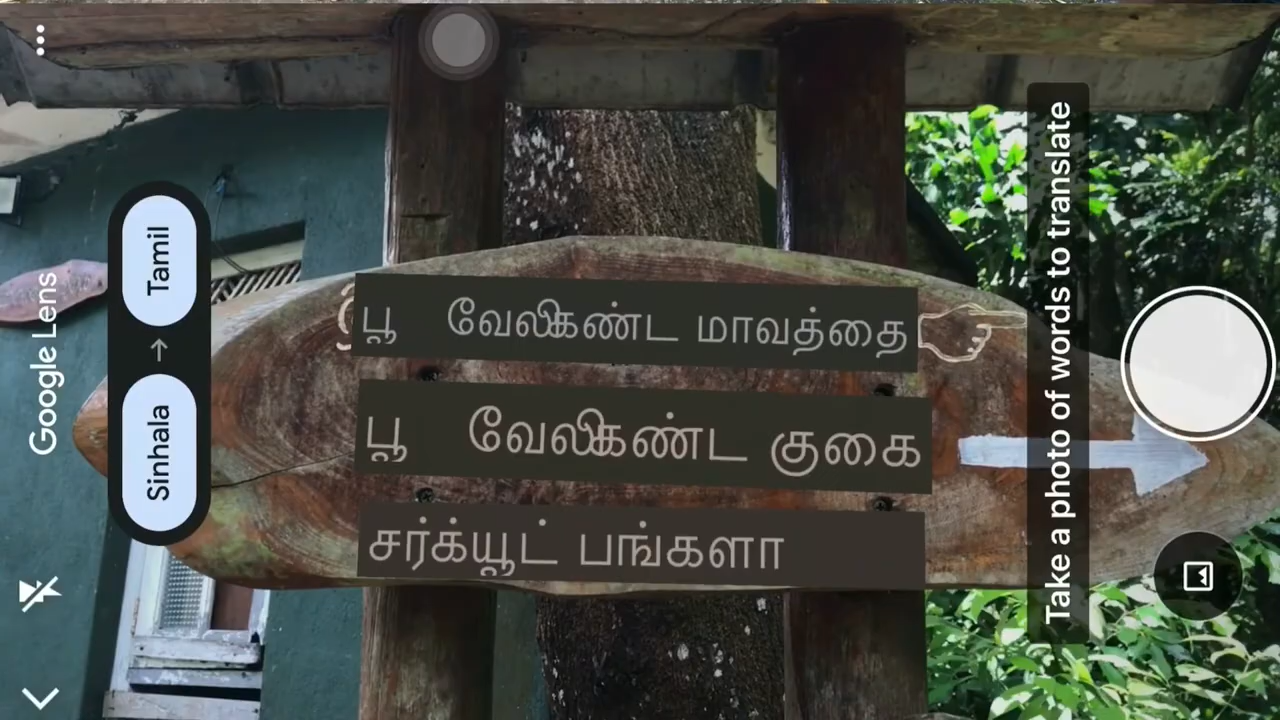 Google Lens
Sinhala → Tamil
பூ வேலிகண்ட மாவத்தை
பூ வேலிகண்ட குகை
சர்க்யூட் பங்களா
Take a photo of words to translate